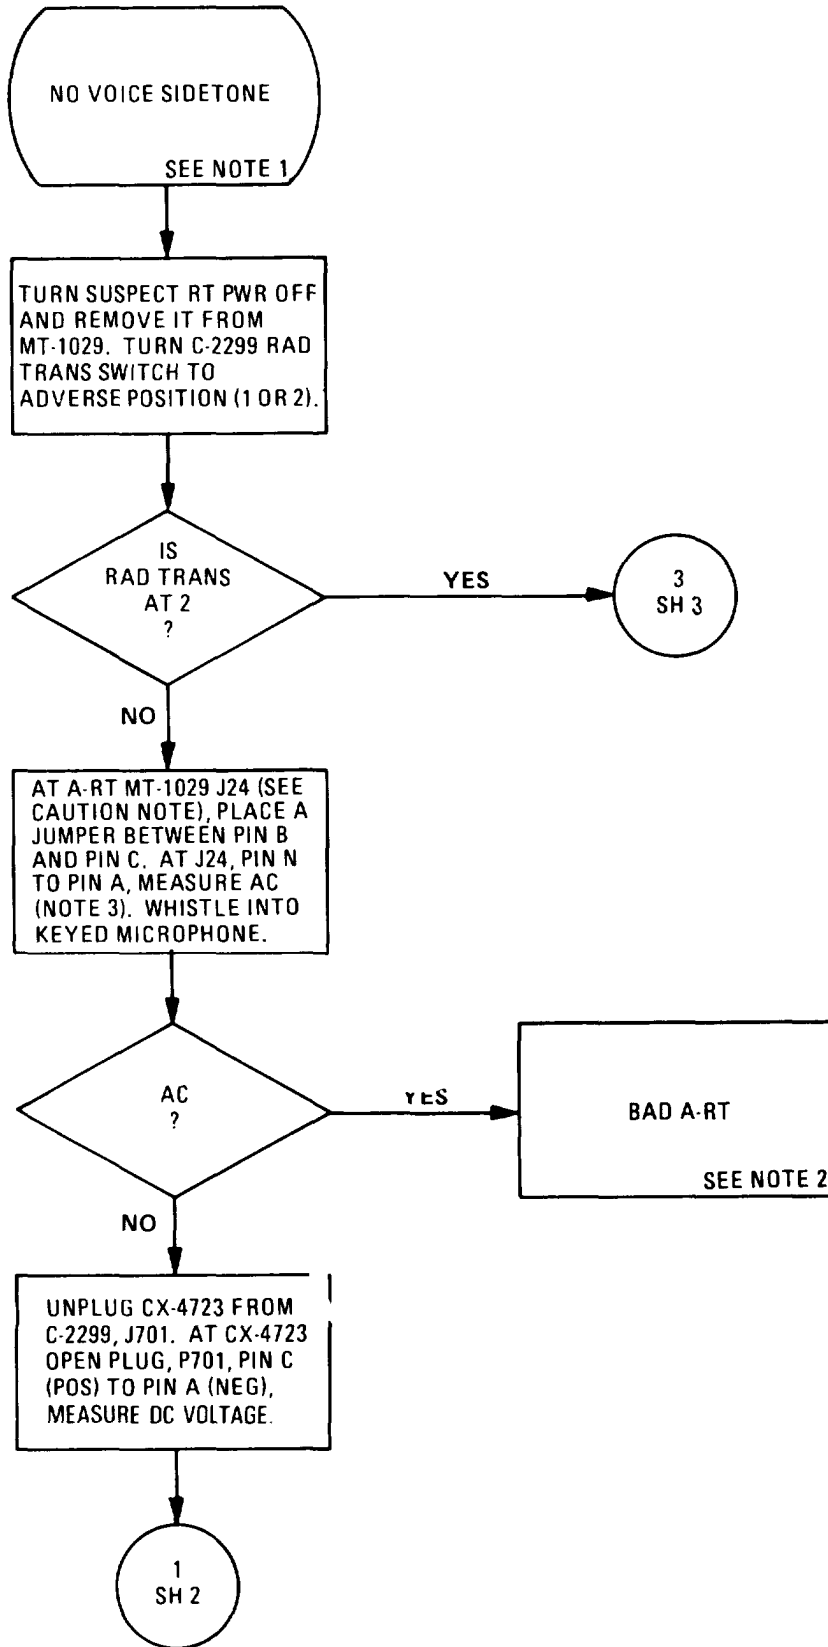 NO VOICE SIDETONE
SEE NOTE 1
TURN SUSPECT RT PWR OFF
AND REMOVE IT FROM
MT-1029. TURN C-2299 RAD
TRANS SWITCH TO
ADVERSE POSITION (1 OR 2).
IS
RAD TRANS
AT 2
?
YES
3
SH 3
NO
AT A-RT MT-1029 J24 (SEE
CAUTION NOTE), PLACE A
JUMPER BETWEEN PIN B
AND PIN C. AT J24, PIN N
TO PIN A, MEASURE AC
(NOTE 3). WHISTLE INTO
KEYED MICROPHONE.
AC
?
YES
BAD A-RT
SEE NOTE 2
NO
UNPLUG CX-4723 FROM
C-2299, J701. AT CX-4723
OPEN PLUG, P701, PIN C
(POS) TO PIN A (NEG),
MEASURE DC VOLTAGE.
1
SH 2